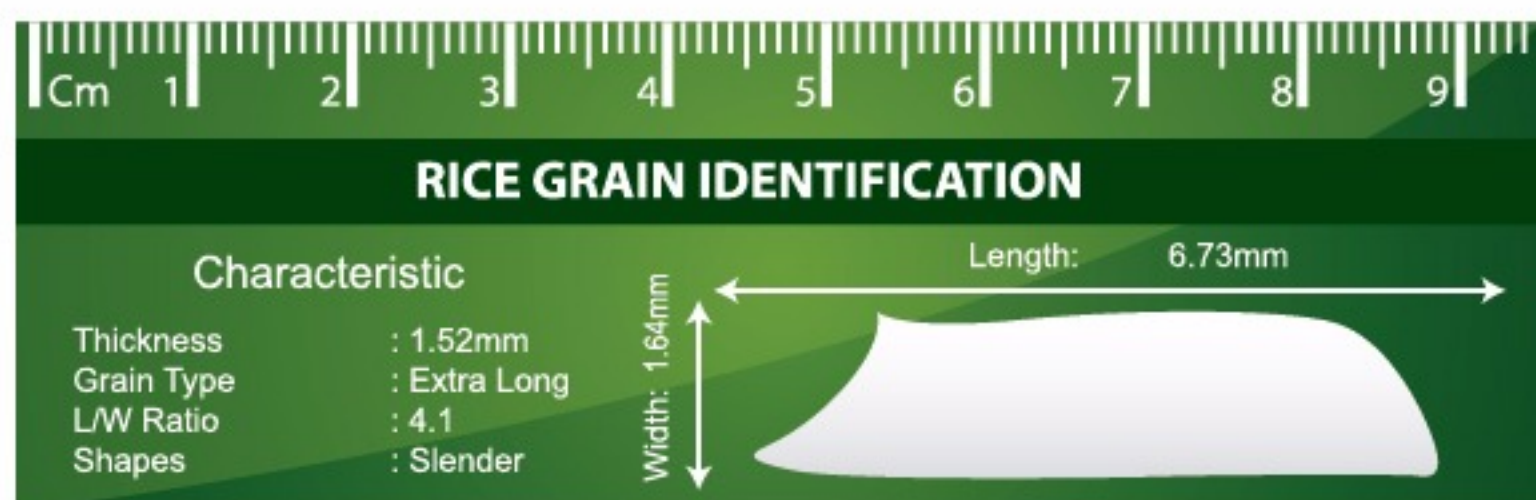 Cm 1 2 3 4 5 6 7 8 9
RICE GRAIN IDENTIFICATION
Characteristic
Thickness : 1.52mm
Grain Type : Extra Long
L/W Ratio : 4.1
Shapes : Slender
Width: 1.64mm
Length: 6.73mm